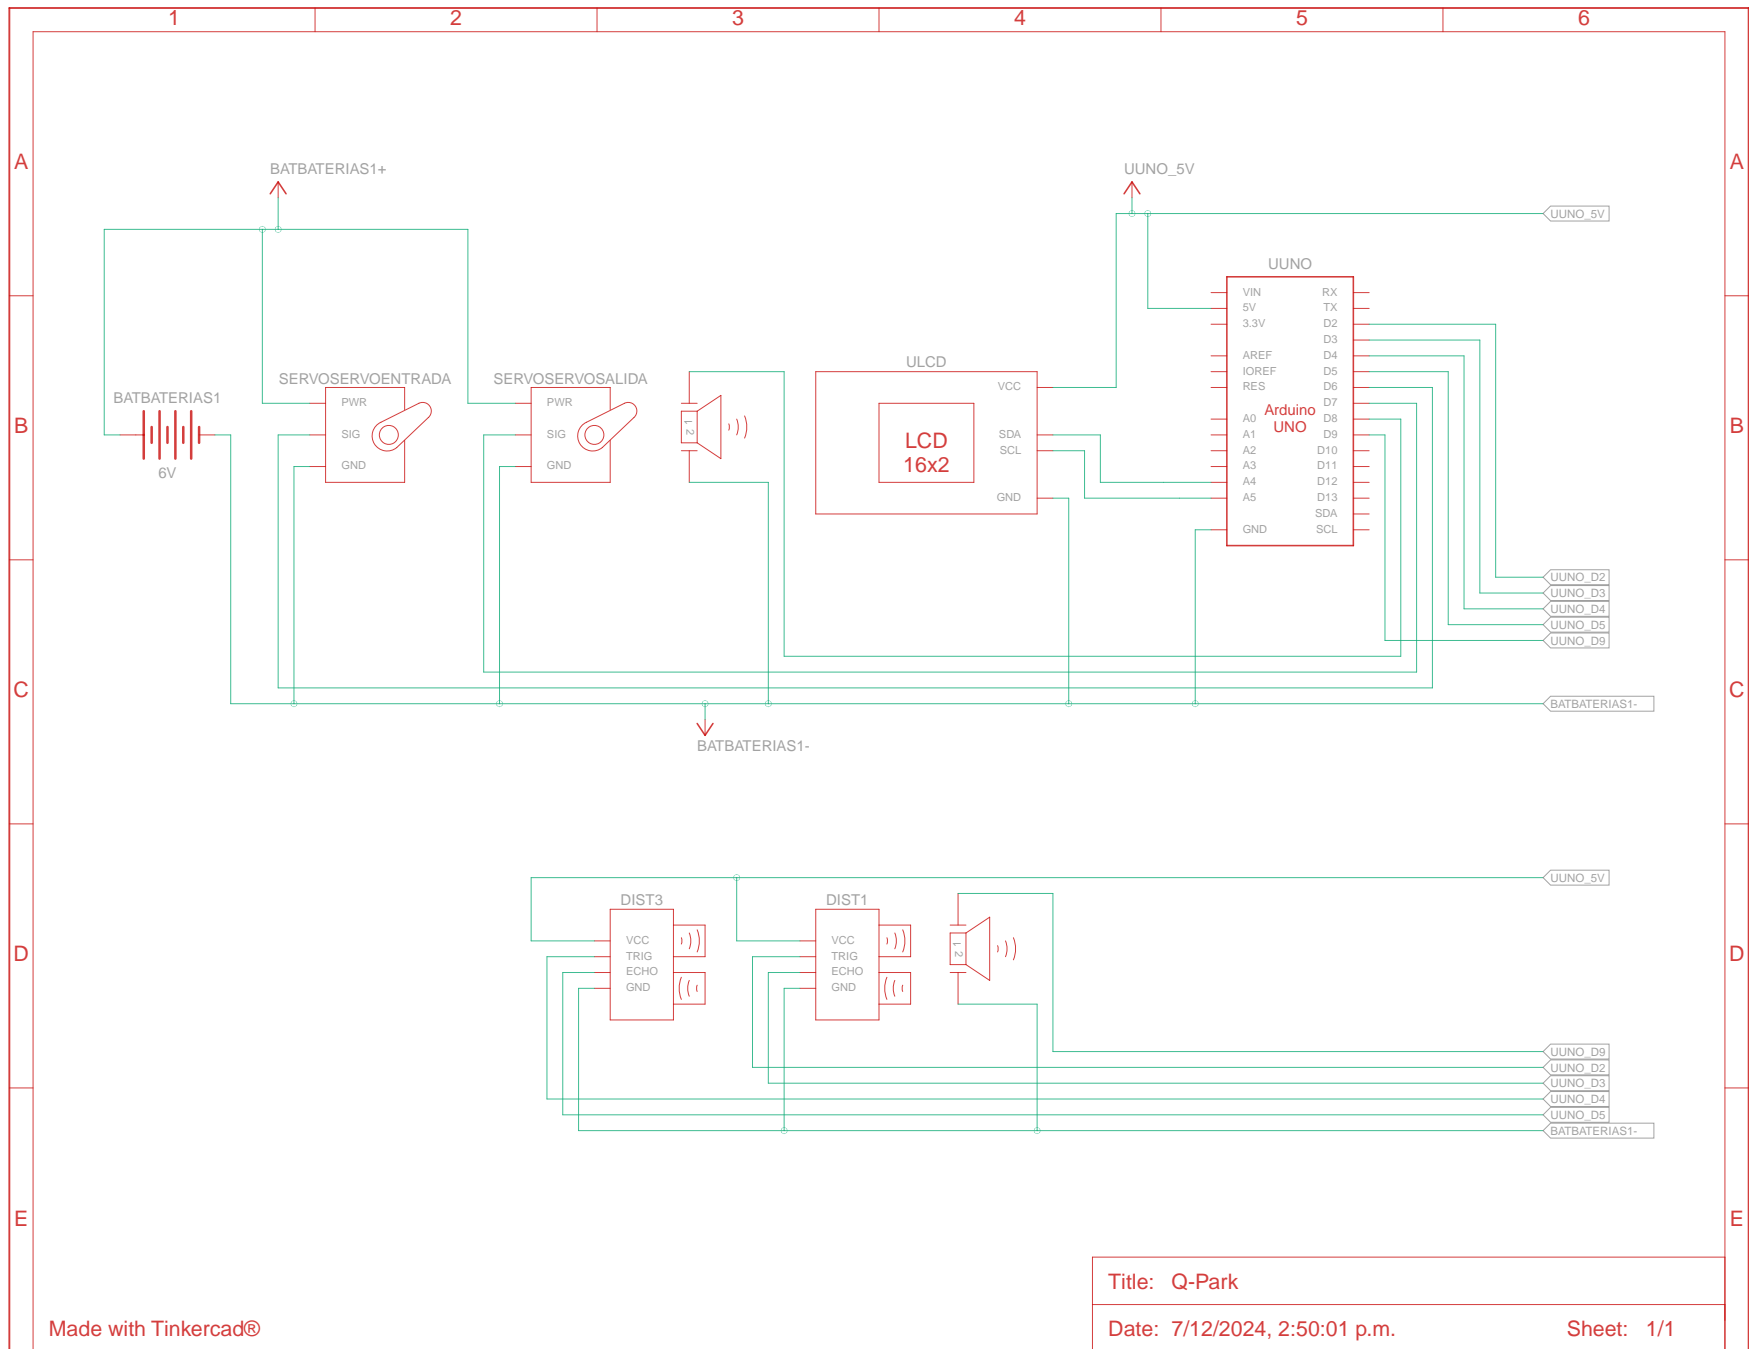 1 2 3 4 5 6
A A
BATBATERIAS1+ UUNO_5V
UUNO_5V
UUNO
VIN RX
5V TX
3.3V D2
D3
AREF D4
IOREF D5
RES D6
D7
A0 D8
A1 D9
A2 D10
A3 D11
A4 D12
A5 D13
SDA
GND SCL
Arduino
UNO
B B
BATBATERIAS1
6V
SERVOSERVOENTRADA
PWR
SIG
GND
SERVOSERVOSALIDA
PWR
SIG
GND
1 2
ULCD
VCC
SDA
SCL
GND
LCD
16x2
UUNO_D2
UUNO_D3
UUNO_D4
UUNO_D5
UUNO_D9
C C
BATBATERIAS1-
BATBATERIAS1-
UUNO_5V
D D
DIST3
VCC
TRIG
ECHO
GND
DIST1
VCC
TRIG
ECHO
GND
1 2
UUNO_D9
UUNO_D2
UUNO_D3
UUNO_D4
UUNO_D5
BATBATERIAS1-
E E
Title: Q-Park
Made with Tinkercad®
Date: 7/12/2024, 2:50:01 p.m. Sheet: 1/1